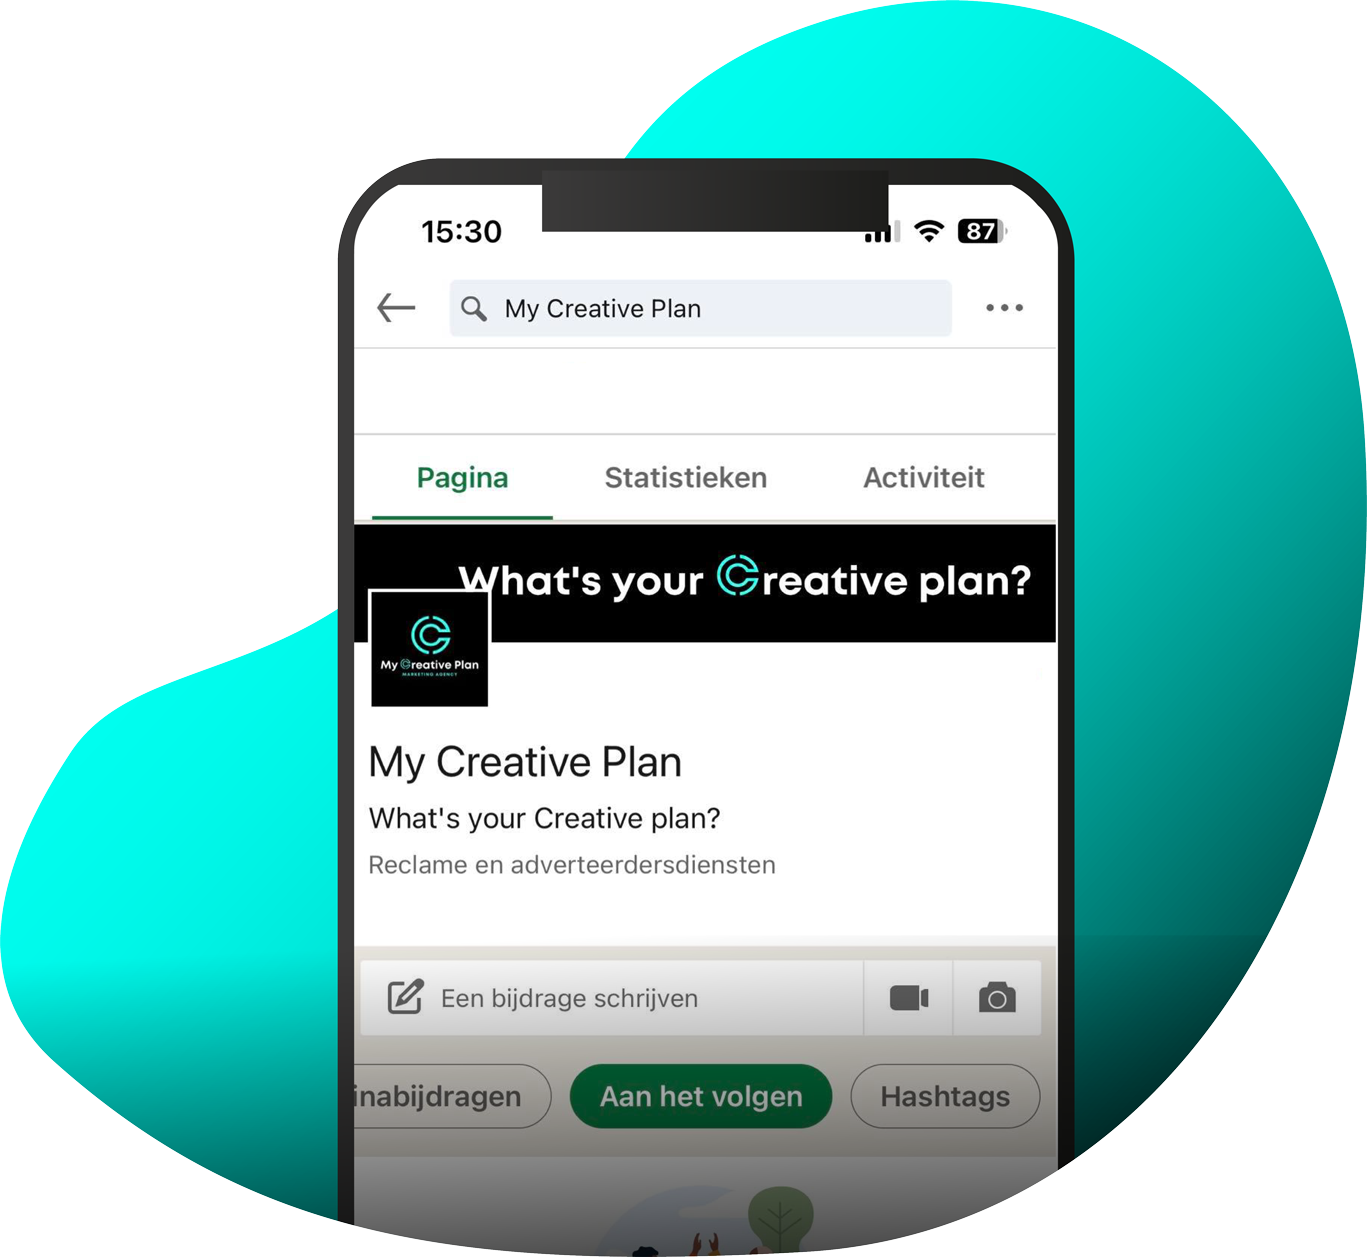 15:30
87
My Creative Plan
Pagina Statistieken Activiteit
What's your Creative plan?
My Creative Plan
MARKETING AGENCY
My Creative Plan
What's your Creative plan?
Reclame en adverteerdersdiensten
Een bijdrage schrijven
inabijdragen Aan het volgen Hashtags